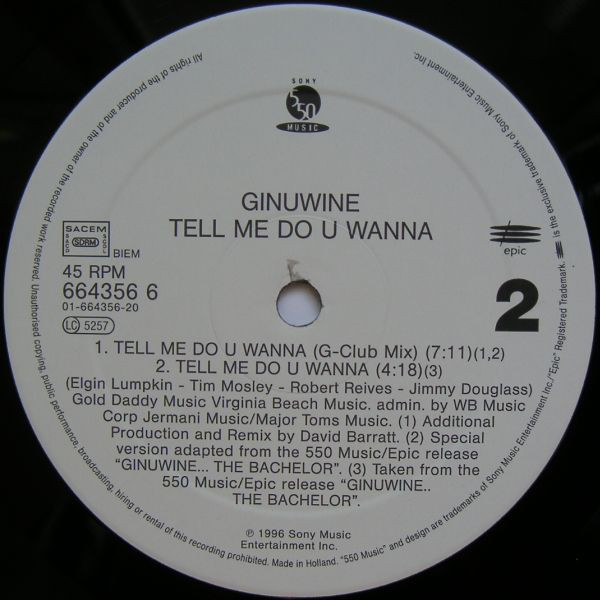 SONY
550
MUSIC
GINUWINE
TELL ME DO U WANNA
SACEM
SACD SDRM SCGL
BIEM
epic
45 RPM
664356 6
01-664356-20
LC 5257
2
1. TELL ME DO U WANNA (G-Club Mix) (7:11)(1,2)
2. TELL ME DO U WANNA (4:18)(3)
(Elgin Lumpkin - Tim Mosley - Robert Reives - Jimmy Douglass)
Gold Daddy Music Virginia Beach Music. admin. by WB Music
Corp Jermani Music/Major Toms Music. (1) Additional
Production and Remix by David Barratt. (2) Special
version adapted from the 550 Music/Epic release
“GINUWINE... THE BACHELOR”. (3) Taken from the
550 Music/Epic release “GINUWINE..
THE BACHELOR”.
℗ 1996 Sony Music
Entertainment Inc.
All rights of the producer and of the owner of the recorded work reserved. Unauthorised copying, public performance, broadcasting, hiring or rental of this recording prohibited. Made in Holland. "550 Music" and design are trademarks of Sony Music Entertainment Inc./"Epic" Registered Trademark. is the exclusive trademark of Sony Music Entertainment Inc.